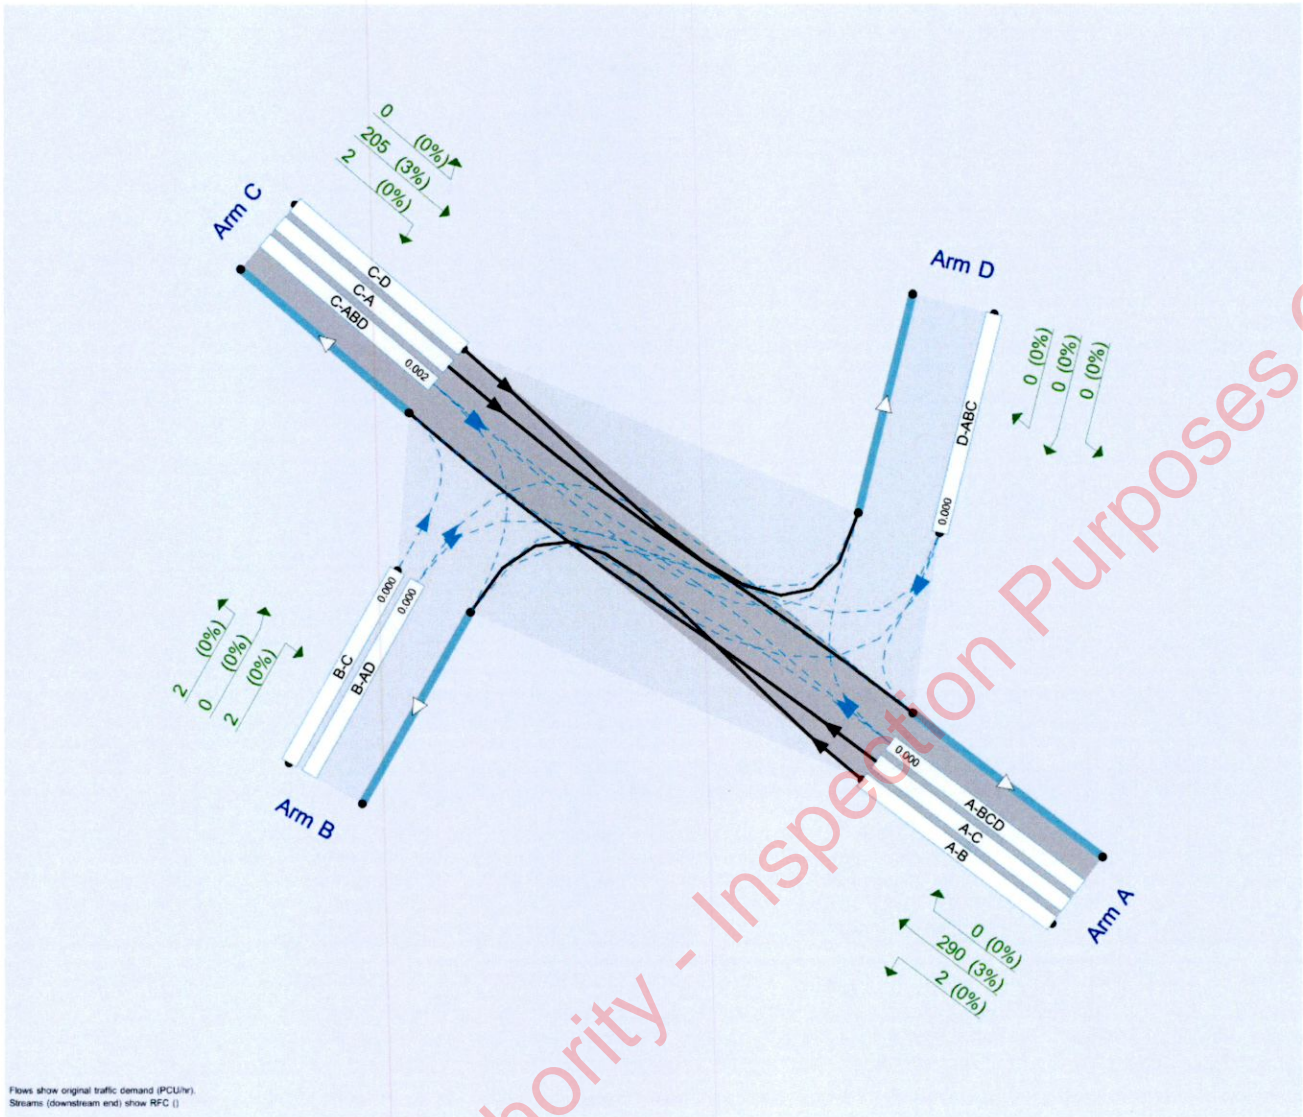 0 (0%)
205 (3%)
2 (0%)
Arm C
C-D
C-A
C-ABD
0.002
Arm D
0 (0%)
0 (0%)
0 (0%)
D-ABC
0.000
2 (0%)
0 (0%)
2 (0%)
0.000
0.000
B-C
B-AD
Arm B
0.000
A-BCD
A-C
A-B
Arm A
0 (0%)
290 (3%)
2 (0%)
hority - Inspection Purposes
Flows show original traffic demand (PCU/hr).
Streams (downstream end) show RFC ()